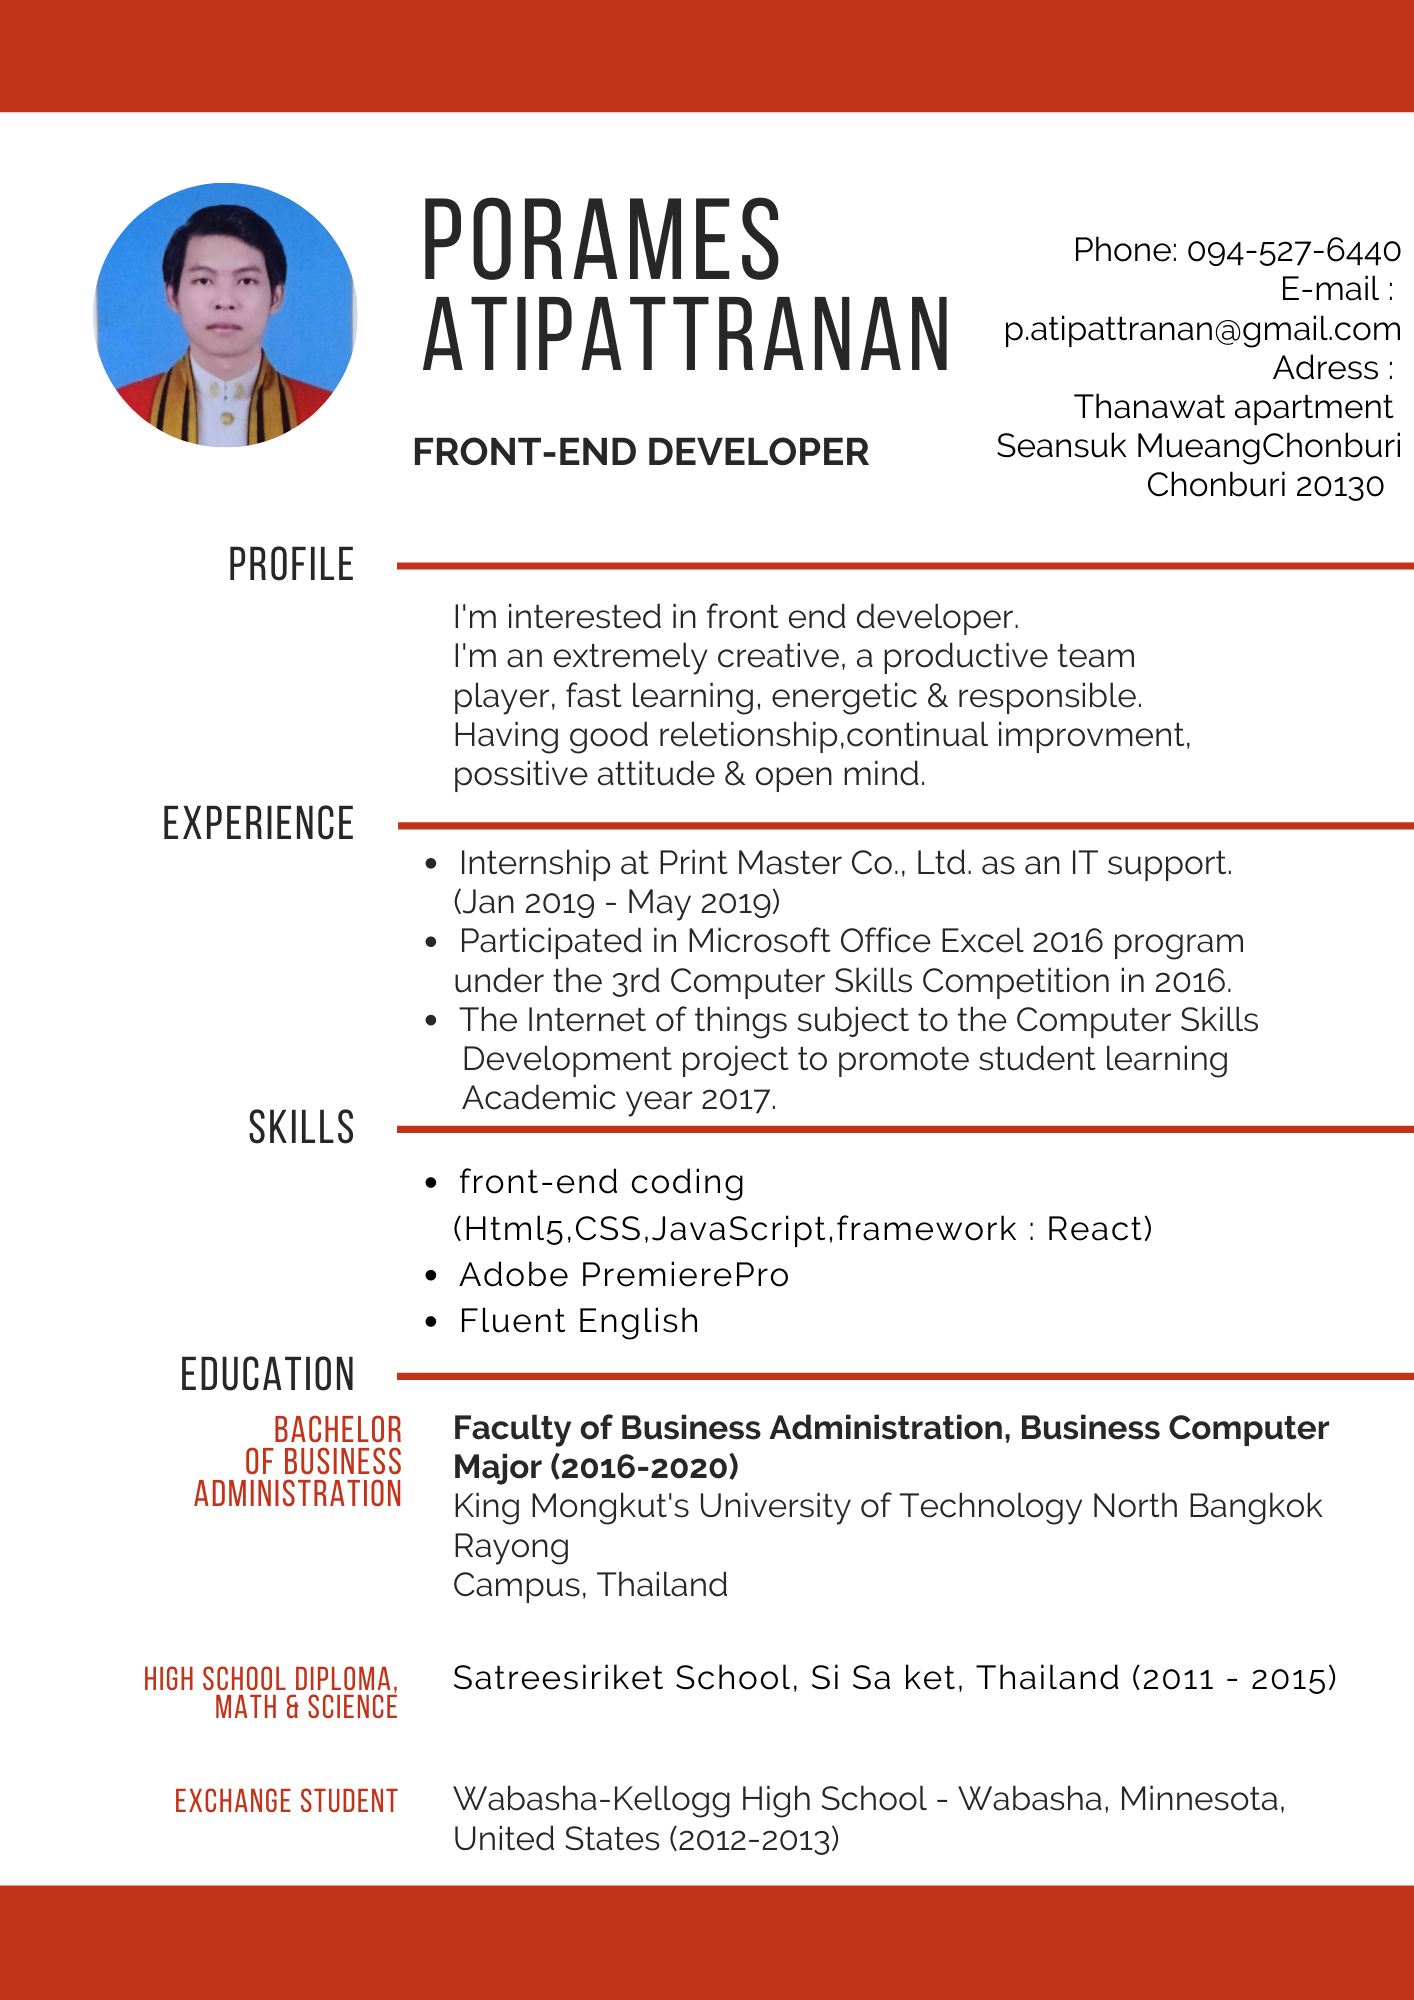 PORAMES
ATIPATTRANAN
FRONT-END DEVELOPER
Phone: 094-527-6440
E-mail :
p.atipattranan@gmail.com
Adress :
Thanawat apartment
Seansuk MueangChonburi
Chonburi 20130
PROFILE
I'm interested in front end developer.
I'm an extremely creative, a productive team
player, fast learning, energetic & responsible.
Having good reletionship,continual improvment,
possitive attitude & open mind.
EXPERIENCE
• Internship at Print Master Co., Ltd. as an IT support.
(Jan 2019 - May 2019)
• Participated in Microsoft Office Excel 2016 program
under the 3rd Computer Skills Competition in 2016.
• The Internet of things subject to the Computer Skills
Development project to promote student learning
Academic year 2017.
SKILLS
• front-end coding
(Html5,CSS,JavaScript,framework : React)
• Adobe PremierePro
• Fluent English
EDUCATION
BACHELOR
OF BUSINESS
ADMINISTRATION
Faculty of Business Administration, Business Computer
Major (2016-2020)
King Mongkut's University of Technology North Bangkok
Rayong
Campus, Thailand
HIGH SCHOOL DIPLOMA,
MATH & SCIENCE
Satreesiriket School, Si Sa ket, Thailand (2011 - 2015)
EXCHANGE STUDENT
Wabasha-Kellogg High School - Wabasha, Minnesota,
United States (2012-2013)